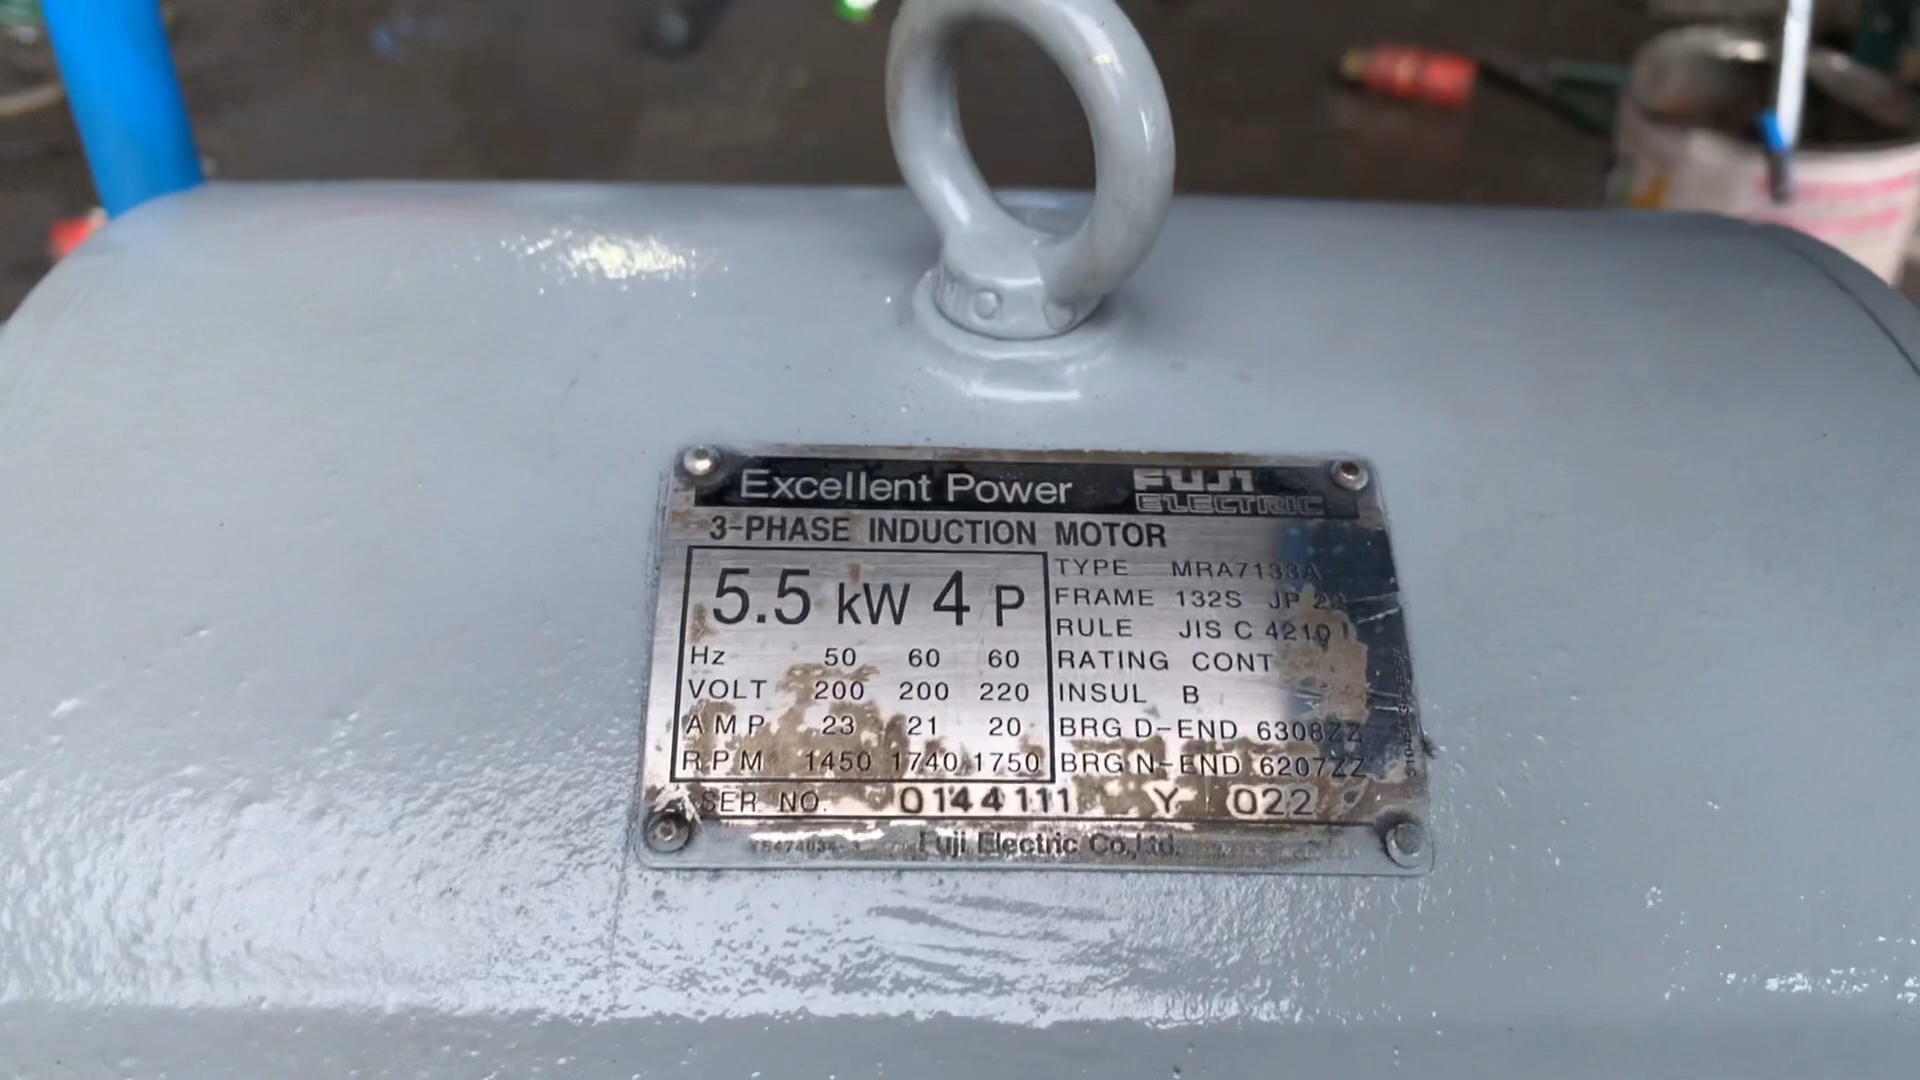 Excellent Power FUJI ELECTRIC
3-PHASE INDUCTION MOTOR
5.5 kW 4 P
Hz 50 60 60
VOLT 200 200 220
AMP 23 21 20
RPM 1450 1740 1750
TYPE MRA7133A
FRAME 132S JP 22
RULE JIS C 4210
RATING CONT
INSUL B
BRG D-END 6308ZZ
BRG N-END 6207ZZ
SER NO. 0144111 Y 022
Fuji Electric Co.,Ltd.